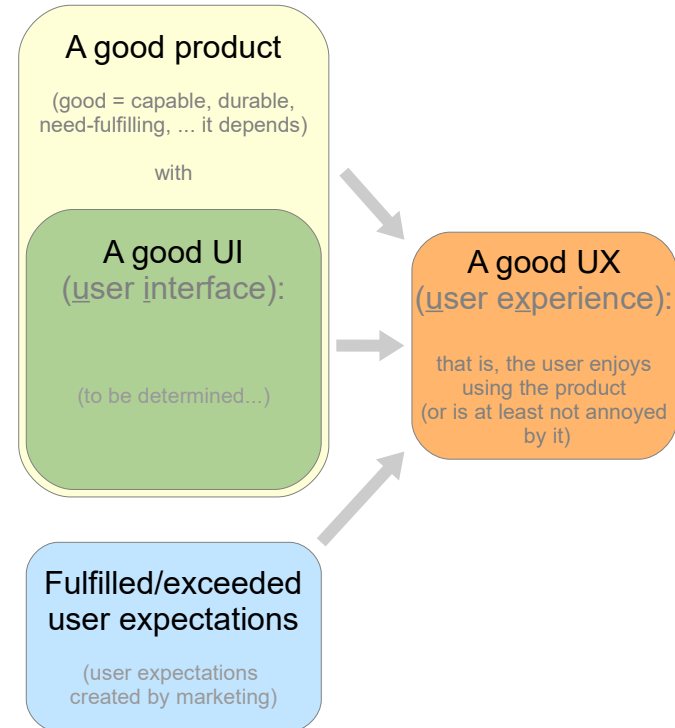 A good product
(good = capable, durable,
need-fulfilling, ... it depends)
with
A good UI
(user interface):
(to be determined...)
A good UX
(user experience):
that is, the user enjoys
using the product
(or is at least not annoyed
by it)
Fulfilled/exceeded
user expectations
(user expectations
created by marketing)